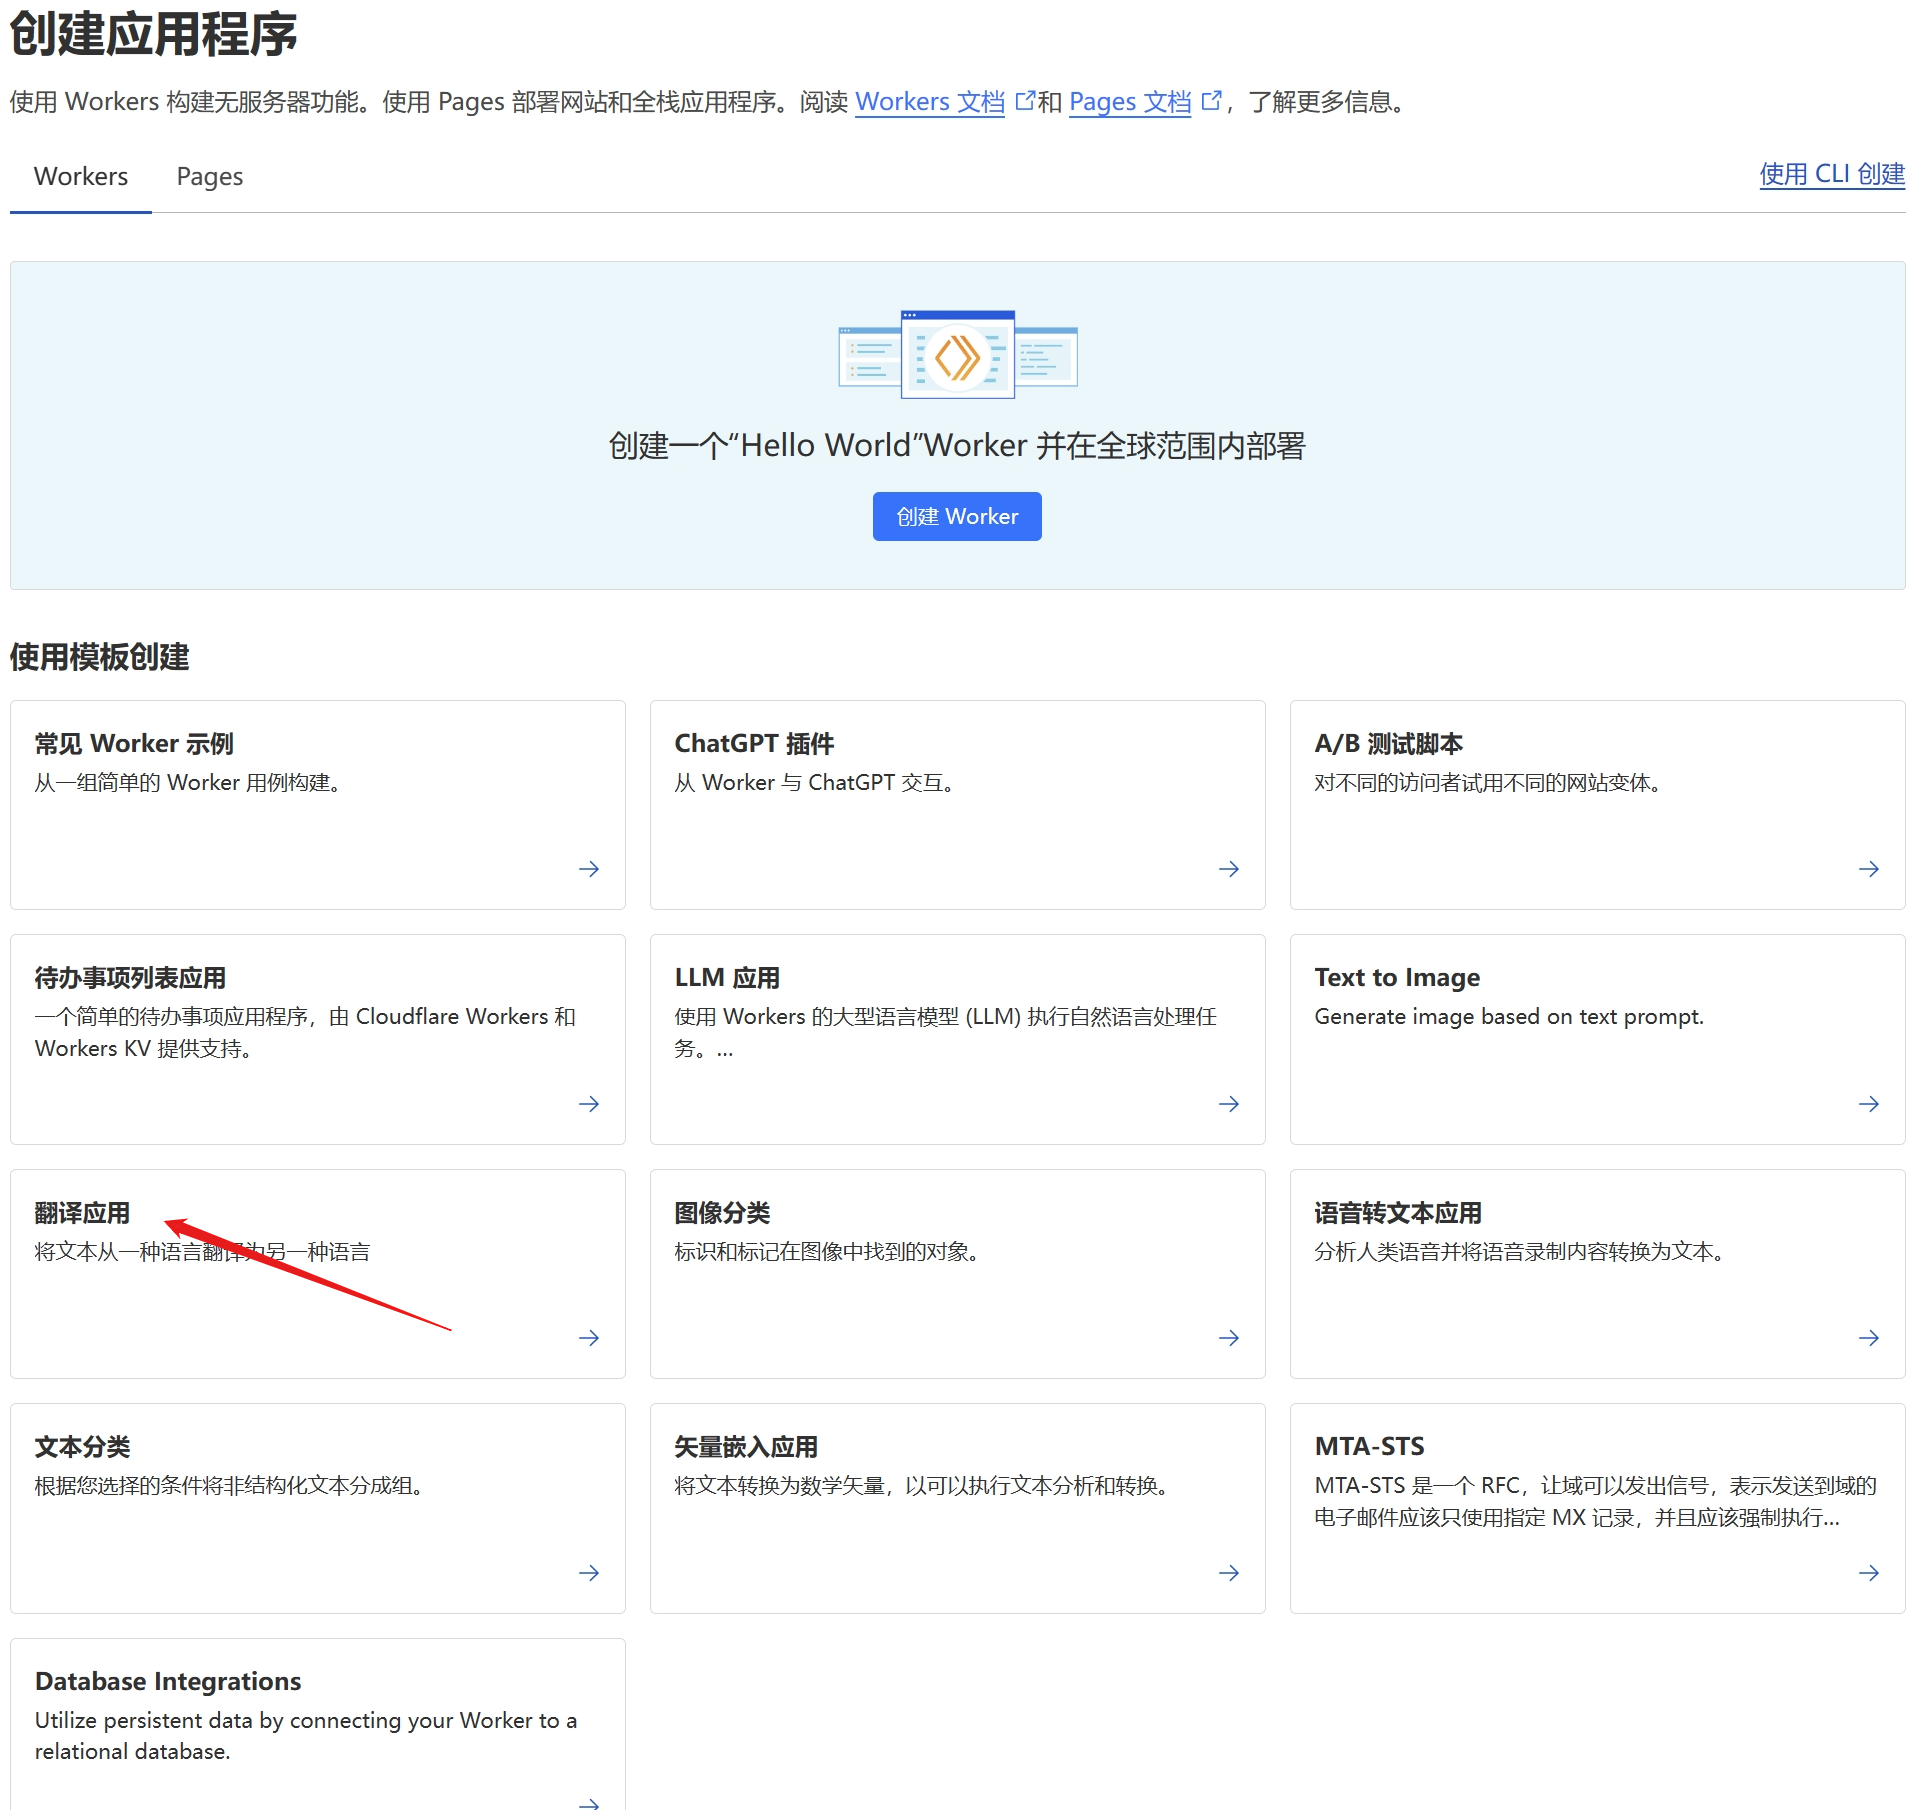 创建应用程序
使用 Workers 构建无服务器功能。使用 Pages 部署网站和全栈应用程序。阅读 Workers 文档 和 Pages 文档 ，了解更多信息。
Workers
Pages
使用 CLI 创建
创建一个“Hello World”Worker 并在全球范围内部署
创建 Worker
使用模板创建
常见 Worker 示例
从一组简单的 Worker 用例构建。
ChatGPT 插件
从 Worker 与 ChatGPT 交互。
A/B 测试脚本
对不同的访问者试用不同的网站变体。
待办事项列表应用
一个简单的待办事项应用程序，由 Cloudflare Workers 和
Workers KV 提供支持。
LLM 应用
使用 Workers 的大型语言模型 (LLM) 执行自然语言处理任
务。...
Text to Image
Generate image based on text prompt.
翻译应用
将文本从一种语言翻译为另一种语言
图像分类
标识和标记在图像中找到的对象。
语音转文本应用
分析人类语音并将语音录制内容转换为文本。
文本分类
根据您选择的条件将非结构化文本分成组。
矢量嵌入应用
将文本转换为数学矢量，以可以执行文本分析和转换。
MTA-STS
MTA-STS 是一个 RFC，让域可以发出信号，表示发送到域的
电子邮件应该只使用指定 MX 记录，并且应该强制执行...
Database Integrations
Utilize persistent data by connecting your Worker to a
relational database.